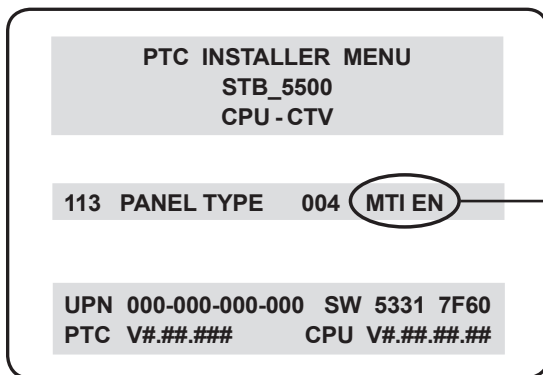 PTC INSTALLER MENU
STB_5500
CPU - CTV
113 PANEL TYPE 004 MTI EN
UPN 000-000-000-000 SW 5331 7F60
PTC V#.##.### CPU V#.##.##.##